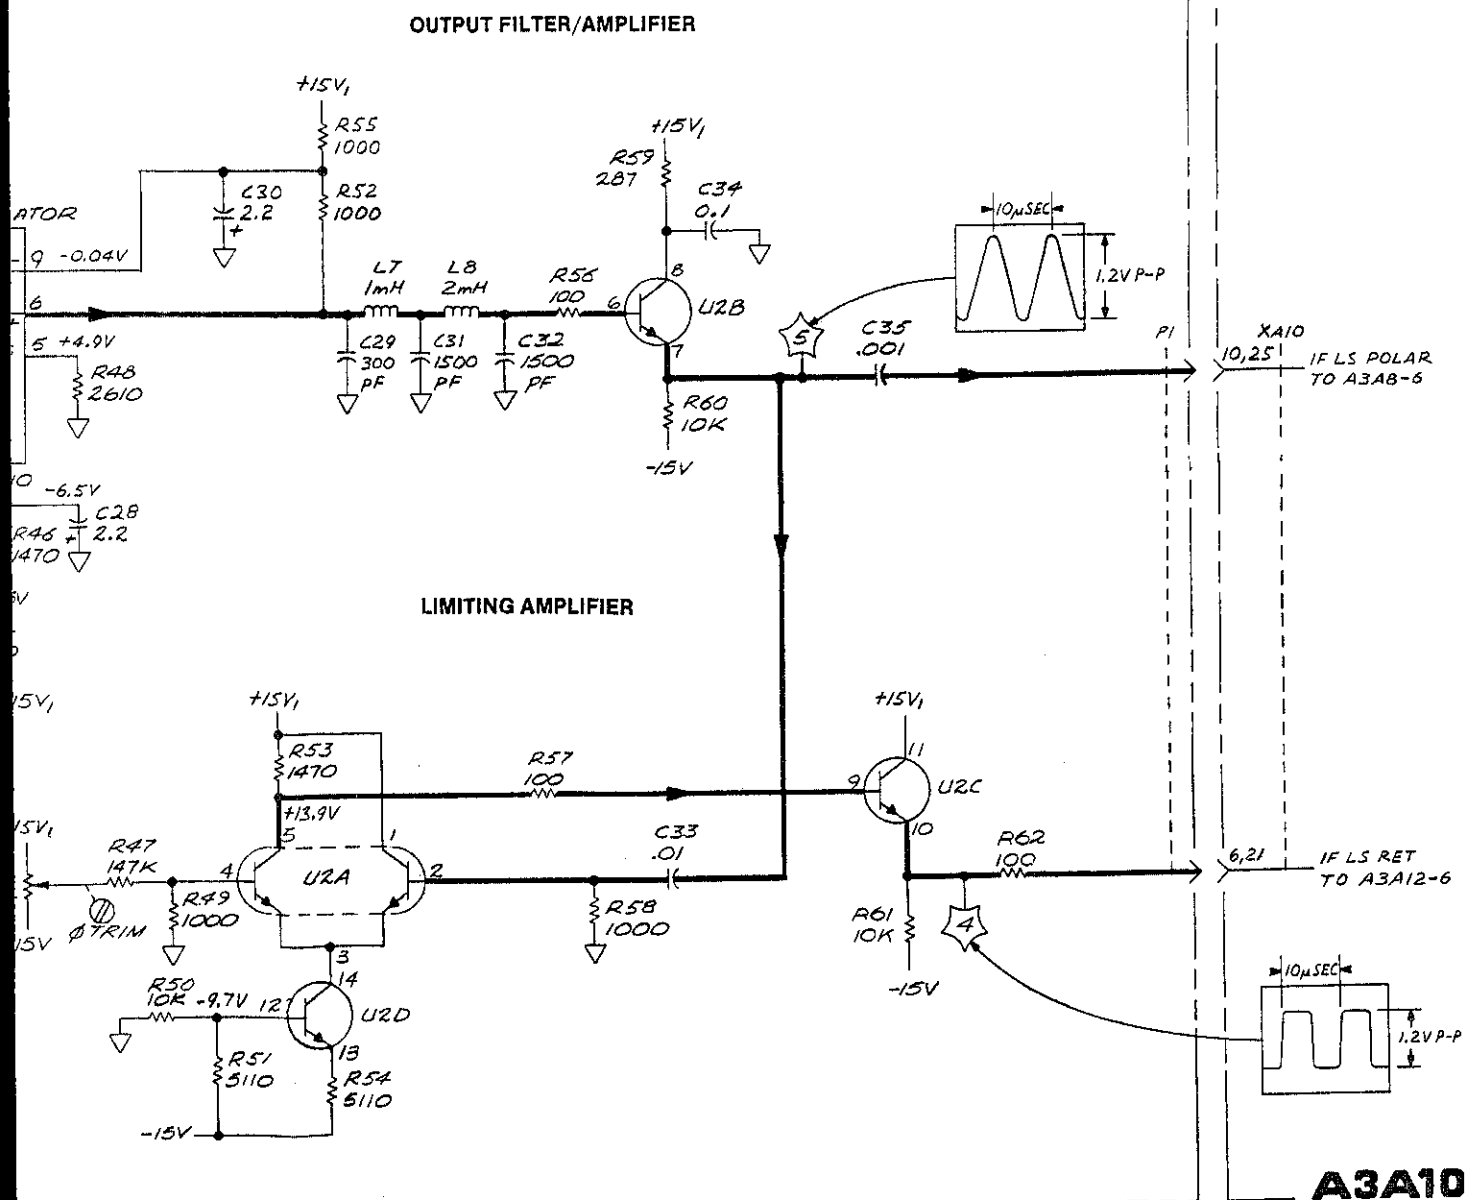 OUTPUT FILTER/AMPLIFIER
+15V1
R55
1000
C30
2.2
+
R52
1000
ATOR
9 -0.04V
6
5 +4.9V
R48
2610
L7
1mH
L8
2mH
C29
300
PF
C31
1500
PF
C32
1500
PF
R56
100
+15V1
R59
287
C34
0.1
8
6
U2B
7
R60
10K
-15V
5
C35
.001
10µSEC
1.2V P-P
P1
XA10
10,25
IF LS POLAR
TO A3A8-6
-6.5V
C28
2.2
+
R46
1470
LIMITING AMPLIFIER
15V1
+15V1
R53
1470
+13.9V
5
1
R57
100
+15V1
11
9
U2C
10
15V1
R47
147K
4
U2A
2
C33
.01
R49
1000
R58
1000
ØTRIM
15V
3
14
R50
10K
-9.7V
12
U2D
13
R51
5110
R54
5110
-15V
R62
100
R61
10K
-15V
4
6,21
IF LS RET
TO A3A12-6
10µSEC
1.2V P-P
A3A10